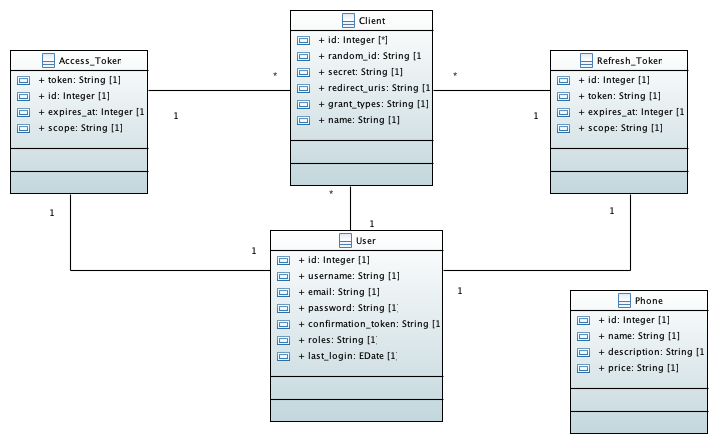 Client
+ id: Integer [*]
+ random_id: String [1
+ secret: String [1]
+ redirect_uris: String [1
+ grant_types: String [1]
+ name: String [1]
Access_Token
+ token: String [1]
+ id: Integer [1]
+ expires_at: Integer [1
+ scope: String [1]
Refresh_Token
+ id: Integer [1]
+ token: String [1]
+ expires_at: Integer [1
+ scope: String [1]
*
1
*
1
*
1
1
1
1
1
User
+ id: Integer [1]
+ username: String [1]
+ email: String [1]
+ password: String [1]
+ confirmation_token: String [1
+ roles: String [1]
+ last_login: EDate [1]
Phone
+ id: Integer [1]
+ name: String [1]
+ description: String [1
+ price: String [1]